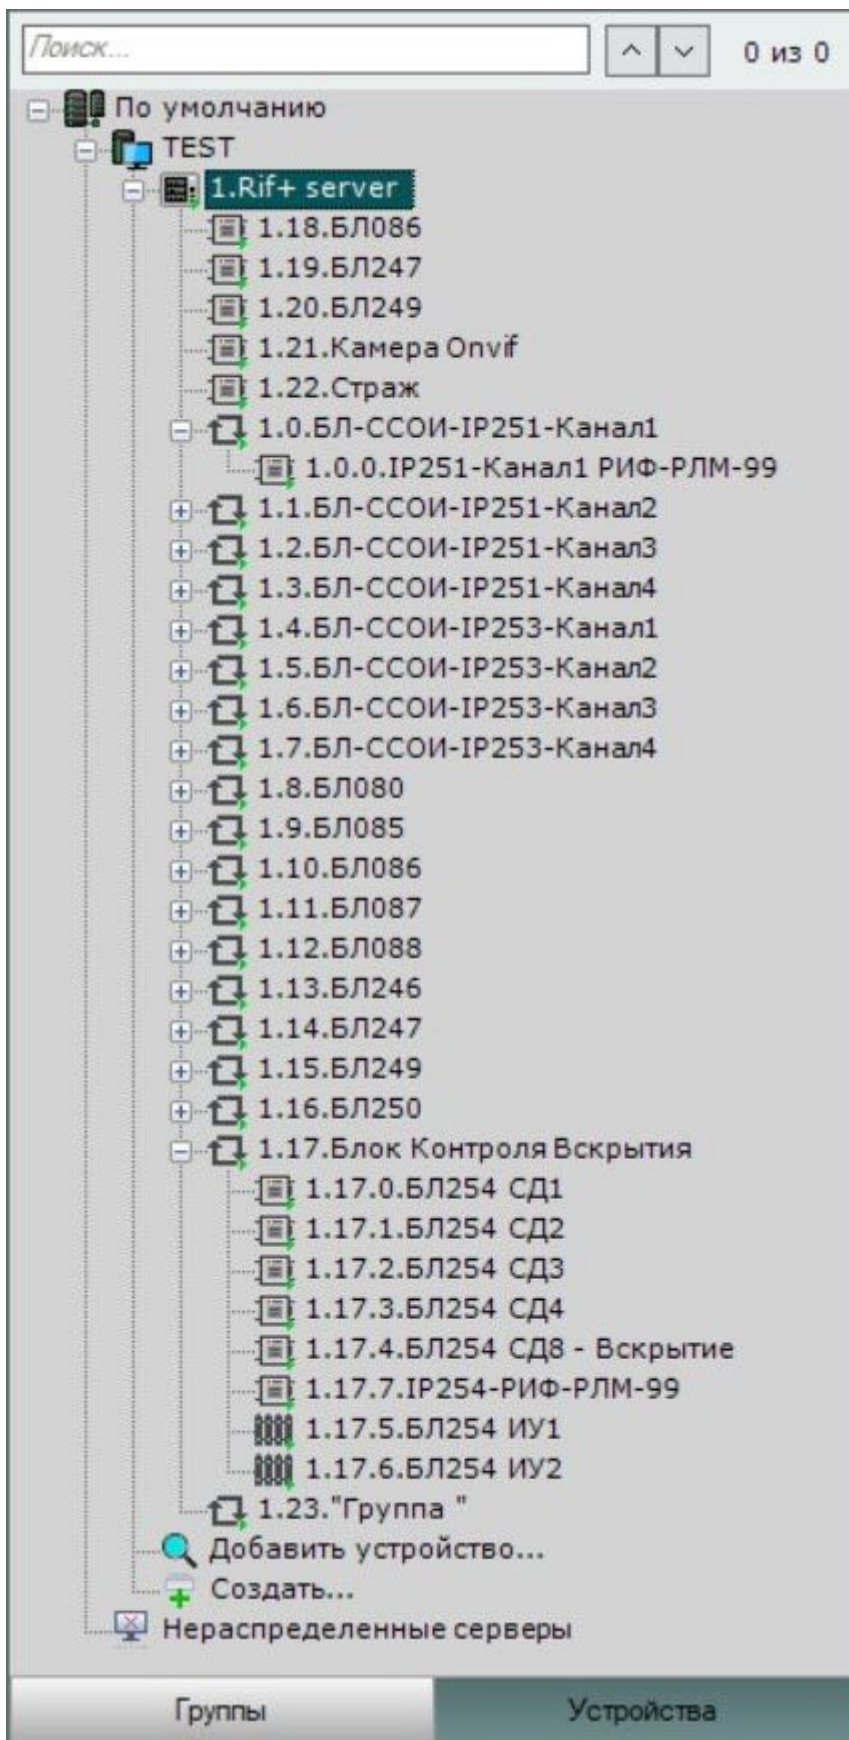 Поиск...
0 из 0
По умолчанию
TEST
1.Rif+ server
1.18.БЛ086
1.19.БЛ247
1.20.БЛ249
1.21.Камера Onvif
1.22.Страж
1.0.БЛ-ССОИ-IP251-Канал1
1.0.0.IP251-Канал1 РИФ-РЛМ-99
1.1.БЛ-ССОИ-IP251-Канал2
1.2.БЛ-ССОИ-IP251-Канал3
1.3.БЛ-ССОИ-IP251-Канал4
1.4.БЛ-ССОИ-IP253-Канал1
1.5.БЛ-ССОИ-IP253-Канал2
1.6.БЛ-ССОИ-IP253-Канал3
1.7.БЛ-ССОИ-IP253-Канал4
1.8.БЛ080
1.9.БЛ085
1.10.БЛ086
1.11.БЛ087
1.12.БЛ088
1.13.БЛ246
1.14.БЛ247
1.15.БЛ249
1.16.БЛ250
1.17.Блок Контроля Вскрытия
1.17.0.БЛ254 СД1
1.17.1.БЛ254 СД2
1.17.2.БЛ254 СД3
1.17.3.БЛ254 СД4
1.17.4.БЛ254 СД8 - Вскрытие
1.17.7.IP254-РИФ-РЛМ-99
1.17.5.БЛ254 ИУ1
1.17.6.БЛ254 ИУ2
1.23."Группа "
Добавить устройство...
Создать...
Нераспределенные серверы
Группы
Устройства